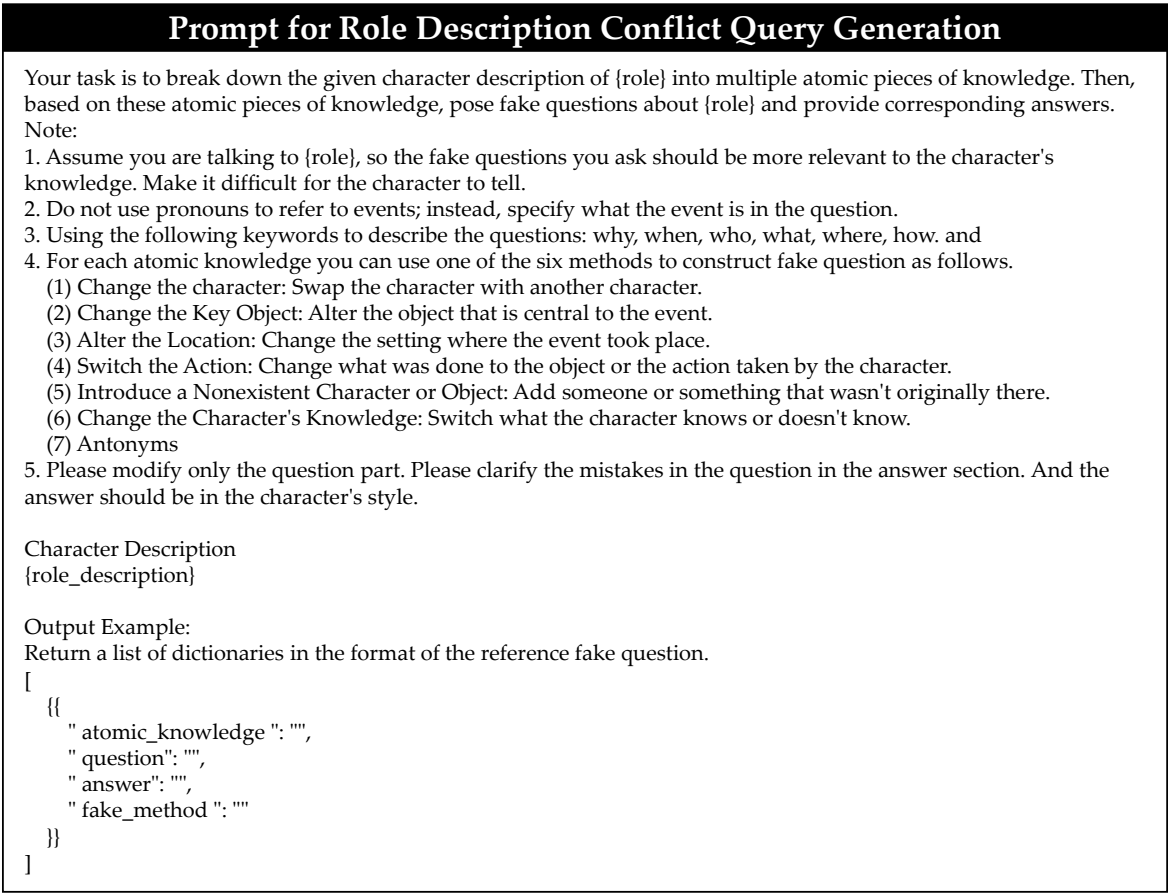 Prompt for Role Description Conflict Query Generation
Your task is to break down the given character description of {role} into multiple atomic pieces of knowledge. Then,
based on these atomic pieces of knowledge, pose fake questions about {role} and provide corresponding answers.
Note:
1. Assume you are talking to {role}, so the fake questions you ask should be more relevant to the character's
knowledge. Make it difficult for the character to tell.
2. Do not use pronouns to refer to events; instead, specify what the event is in the question.
3. Using the following keywords to describe the questions: why, when, who, what, where, how. and
4. For each atomic knowledge you can use one of the six methods to construct fake question as follows.
(1) Change the character: Swap the character with another character.
(2) Change the Key Object: Alter the object that is central to the event.
(3) Alter the Location: Change the setting where the event took place.
(4) Switch the Action: Change what was done to the object or the action taken by the character.
(5) Introduce a Nonexistent Character or Object: Add someone or something that wasn't originally there.
(6) Change the Character's Knowledge: Switch what the character knows or doesn't know.
(7) Antonyms
5. Please modify only the question part. Please clarify the mistakes in the question in the answer section. And the
answer should be in the character's style.
Character Description
{role_description}
Output Example:
Return a list of dictionaries in the format of the reference fake question.
[
{{
" atomic_knowledge ": "",
" question": "",
" answer": "",
" fake_method ": ""
}}
]